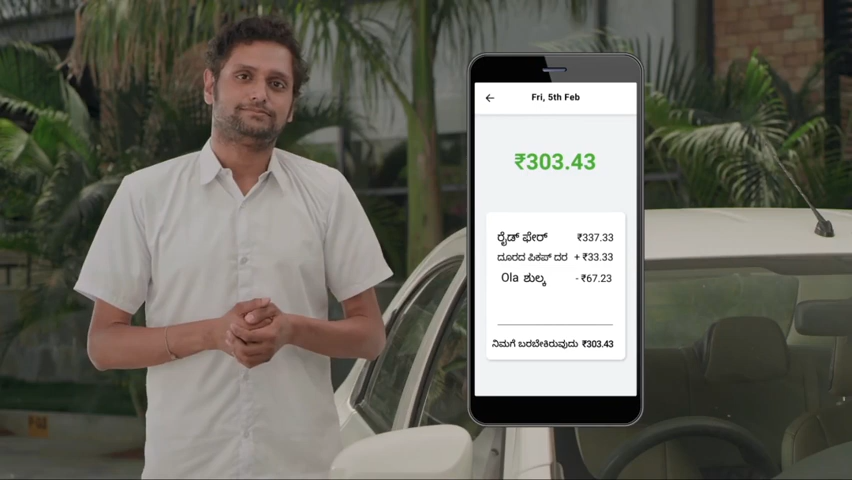 Fri, 5th Feb
₹303.43
ರೈಡ್ ಫೇರ್ ₹337.33
ದೂರದ ಪಿಕಪ್ ದರ + ₹33.33
Ola ಶುಲ್ಕ - ₹67.23
ನಿಮಗೆ ಬರಬೇಕಿರುವುದು ₹303.43